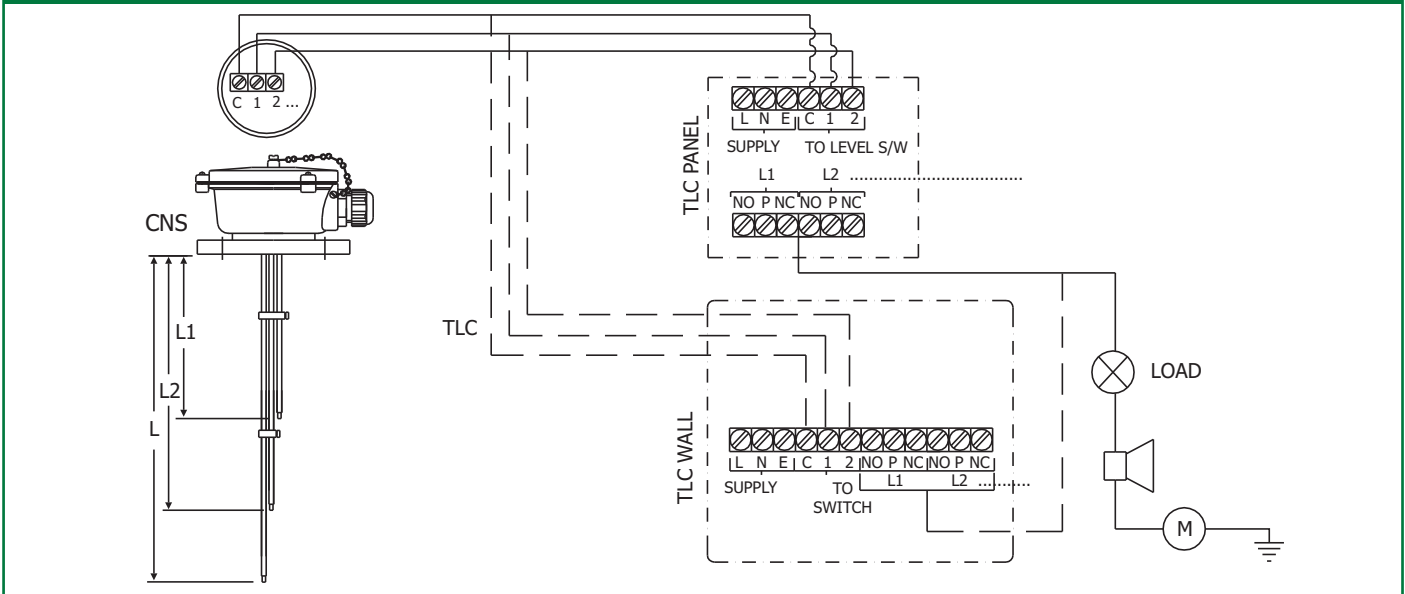 C 1 2 ...
CNS
L1
L2
L
TLC
TLC PANEL
L N E C 1 2
SUPPLY TO LEVEL S/W
L1 L2 ......................................
NO P NC NO P NC
TLC WALL
L N E C 1 2 NO P NC NO P NC
SUPPLY TO L1 L2 ...........
SWITCH
LOAD
M